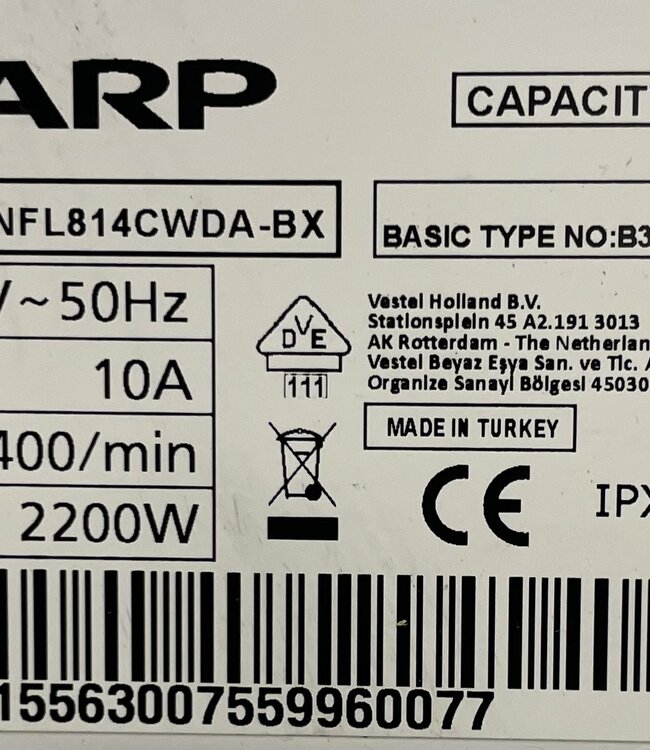 ARP
CAPACIT
NFL814CWDA-BX
BASIC TYPE NO:B3
V~50Hz
10A
400/min
2200W
DVE
111
Vestel Holland B.V.
Stationsplein 45 A2.191 3013
AK Rotterdam - The Netherlan
Vestel Beyaz Eşya San. ve Tic. A
Organize Sanayi Bölgesi 45030
MADE IN TURKEY
CE
IPX
15563007559960077